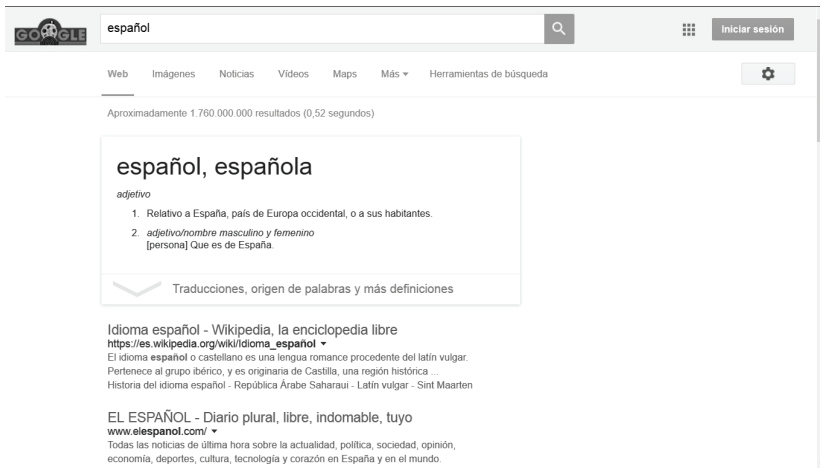 GOOGLE
español
Iniciar sesión
Web Imágenes Noticias Vídeos Maps Más Herramientas de búsqueda
Aproximadamente 1.760.000.000 resultados (0,52 segundos)
español, española
adjetivo
1. Relativo a España, país de Europa occidental, o a sus habitantes.
2. adjetivo/nombre masculino y femenino
[persona] Que es de España.
Traducciones, origen de palabras y más definiciones
Idioma español - Wikipedia, la enciclopedia libre
https://es.wikipedia.org/wiki/Idioma_español
El idioma español o castellano es una lengua romance procedente del latín vulgar.
Pertenece al grupo ibérico, y es originaria de Castilla, una región histórica ...
Historia del idioma español - República Árabe Saharaui - Latín vulgar - Sint Maarten
EL ESPAÑOL - Diario plural, libre, indomable, tuyo
www.elespanol.com/
Todas las noticias de última hora sobre la actualidad, política, sociedad, opinión,
economía, deportes, cultura, tecnología y corazón en España y en el mundo.